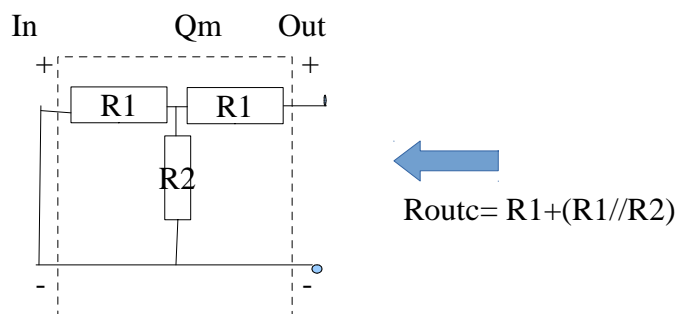 In Qm Out
+ +
R1 R1
R2
Routc= R1+(R1//R2)
- -